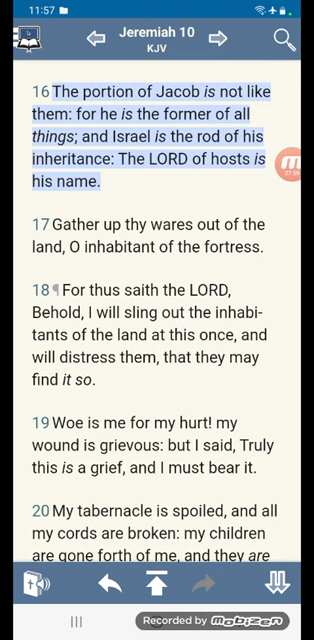 11:57
Jeremiah 10
KJV
16 The portion of Jacob is not like
them: for he is the former of all
things; and Israel is the rod of his
inheritance: The LORD of hosts is
his name.
17 Gather up thy wares out of the
land, O inhabitant of the fortress.
18 ¶ For thus saith the LORD,
Behold, I will sling out the inhabi-
tants of the land at this once, and
will distress them, that they may
find it so.
19 Woe is me for my hurt! my
wound is grievous: but I said, Truly
this is a grief, and I must bear it.
20 My tabernacle is spoiled, and all
my cords are broken: my children
are gone forth of me, and they are
Recorded by Mobizen